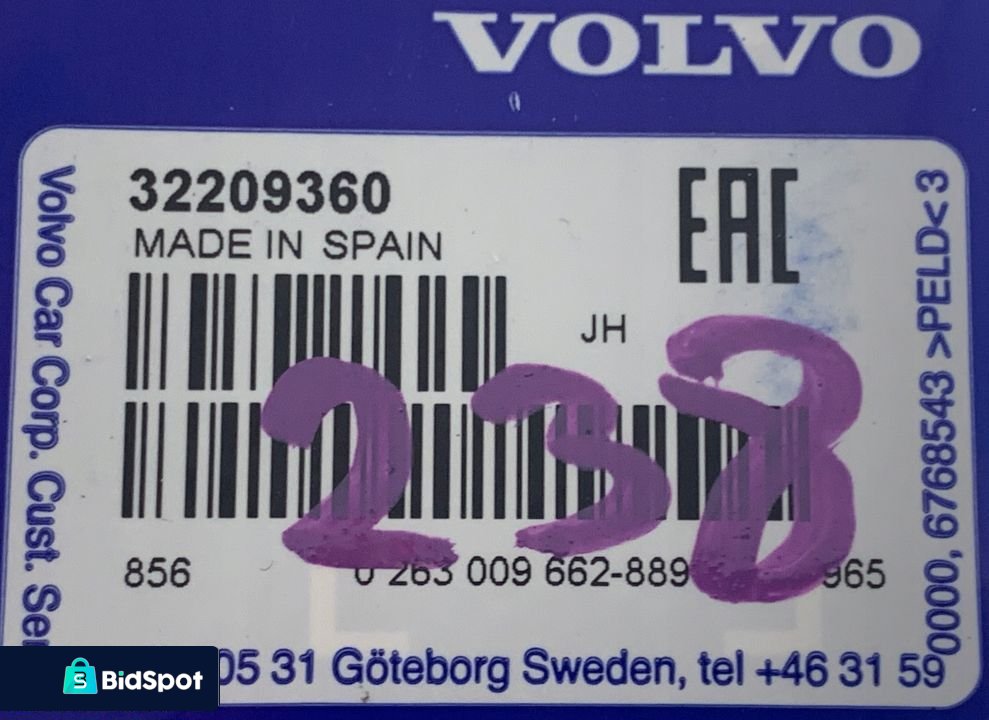 VOLVO
32209360
MADE IN SPAIN
EAC
JH
238
856
0 263 009 662-889
965
Volvo Car Corp. Cust.
05 31 Göteborg Sweden, tel +46 31 59
0000, 6768543 >PELD< 3
BidSpot